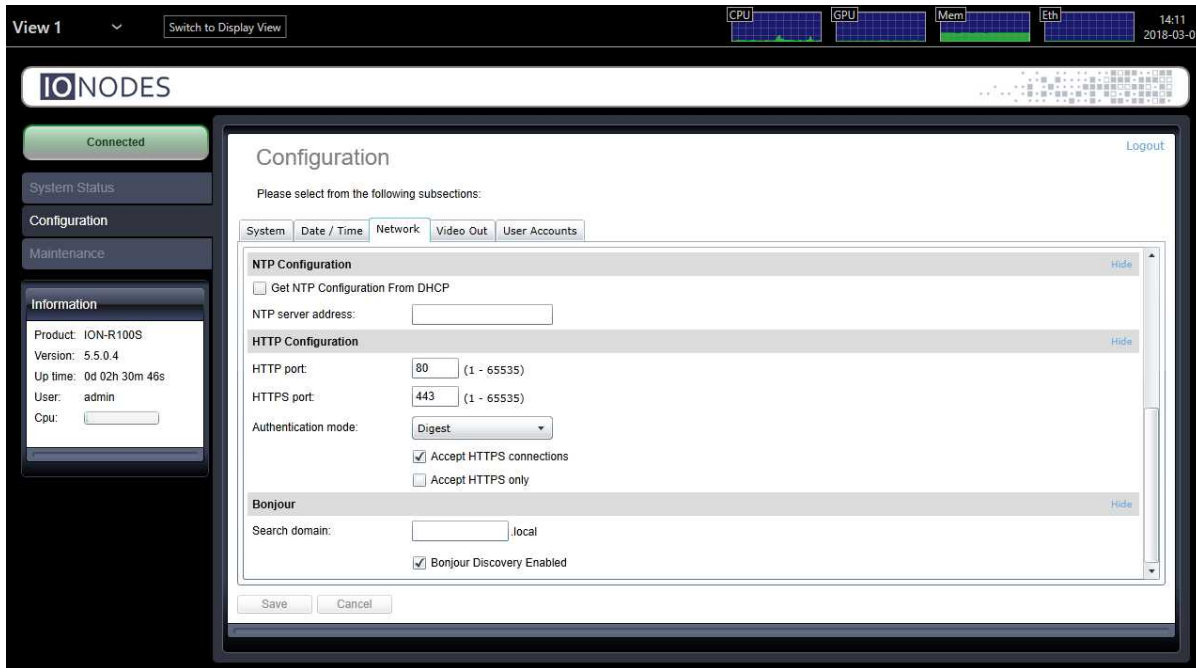 View 1
Switch to Display View
CPU
GPU
Mem
Eth
14:11
2018-03-0
IONODES
Connected
System Status
Configuration
Maintenance
Information
Product: ION-R100S
Version: 5.5.0.4
Up time: 0d 02h 30m 46s
User: admin
Cpu:
Logout
Configuration
Please select from the following subsections:
System Date / Time Network Video Out User Accounts
NTP Configuration Hide
Get NTP Configuration From DHCP
NTP server address:
HTTP Configuration Hide
HTTP port: 80 (1 - 65535)
HTTPS port: 443 (1 - 65535)
Authentication mode: Digest
Accept HTTPS connections
Accept HTTPS only
Bonjour Hide
Search domain: .local
Bonjour Discovery Enabled
Save Cancel